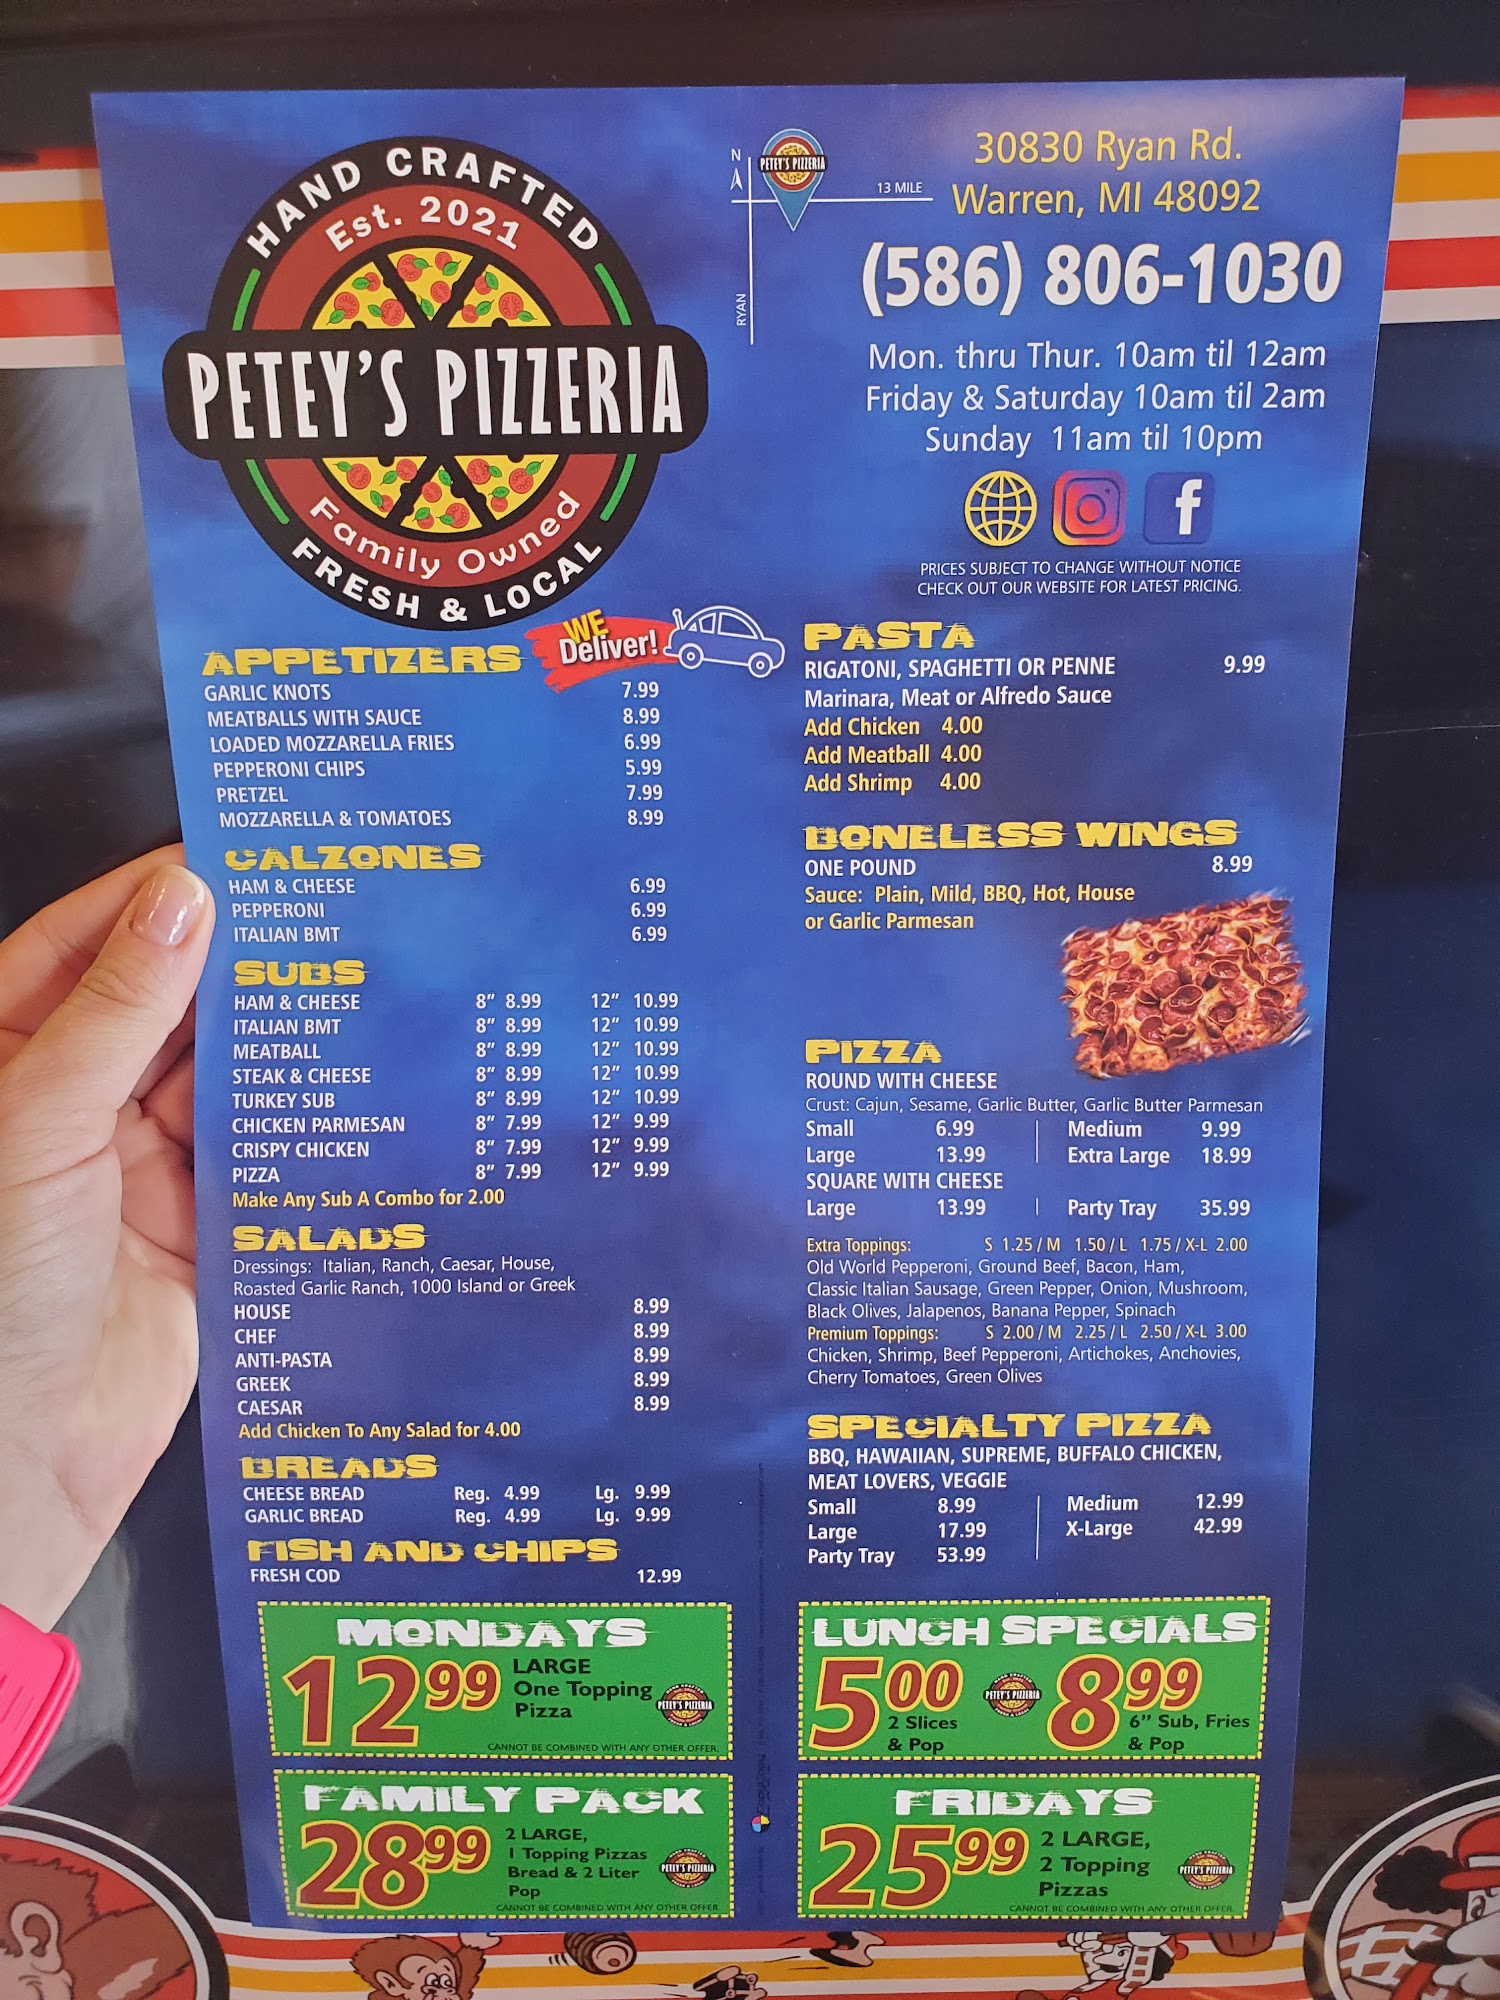 HAND CRAFTED
Est. 2021
PETEY'S PIZZERIA
Family Owned
FRESH & LOCAL
N
PETEY'S PIZZERIA
13 MILE
RYAN
30830 Ryan Rd.
Warren, MI 48092
(586) 806-1030
Mon. thru Thur. 10am til 12am
Friday & Saturday 10am til 2am
Sunday 11am til 10pm
f
PRICES SUBJECT TO CHANGE WITHOUT NOTICE
CHECK OUT OUR WEBSITE FOR LATEST PRICING.
WE
Deliver!
APPETIZERS
GARLIC KNOTS 7.99
MEATBALLS WITH SAUCE 8.99
LOADED MOZZARELLA FRIES 6.99
PEPPERONI CHIPS 5.99
PRETZEL 7.99
MOZZARELLA & TOMATOES 8.99
CALZONES
HAM & CHEESE 6.99
PEPPERONI 6.99
ITALIAN BMT 6.99
SUBS
HAM & CHEESE 8" 8.99 12" 10.99
ITALIAN BMT 8" 8.99 12" 10.99
MEATBALL 8" 8.99 12" 10.99
STEAK & CHEESE 8" 8.99 12" 10.99
TURKEY SUB 8" 8.99 12" 10.99
CHICKEN PARMESAN 8" 7.99 12" 9.99
CRISPY CHICKEN 8" 7.99 12" 9.99
PIZZA 8" 7.99 12" 9.99
Make Any Sub A Combo for 2.00
SALADS
Dressings: Italian, Ranch, Caesar, House,
Roasted Garlic Ranch, 1000 Island or Greek
HOUSE 8.99
CHEF 8.99
ANTI-PASTA 8.99
GREEK 8.99
CAESAR 8.99
Add Chicken To Any Salad for 4.00
BREADS
CHEESE BREAD Reg. 4.99 Lg. 9.99
GARLIC BREAD Reg. 4.99 Lg. 9.99
FISH AND CHIPS
FRESH COD 12.99
PASTA
RIGATONI, SPAGHETTI OR PENNE 9.99
Marinara, Meat or Alfredo Sauce
Add Chicken 4.00
Add Meatball 4.00
Add Shrimp 4.00
BONELESS WINGS
ONE POUND 8.99
Sauce: Plain, Mild, BBQ, Hot, House
or Garlic Parmesan
PIZZA
ROUND WITH CHEESE
Crust: Cajun, Sesame, Garlic Butter, Garlic Butter Parmesan
Small 6.99 | Medium 9.99
Large 13.99 | Extra Large 18.99
SQUARE WITH CHEESE
Large 13.99 | Party Tray 35.99
Extra Toppings: S 1.25 / M 1.50 / L 1.75 / X-L 2.00
Old World Pepperoni, Ground Beef, Bacon, Ham,
Classic Italian Sausage, Green Pepper, Onion, Mushroom,
Black Olives, Jalapenos, Banana Pepper, Spinach
Premium Toppings: S 2.00 / M 2.25 / L 2.50 / X-L 3.00
Chicken, Shrimp, Beef Pepperoni, Artichokes, Anchovies,
Cherry Tomatoes, Green Olives
SPECIALTY PIZZA
BBQ, HAWAIIAN, SUPREME, BUFFALO CHICKEN,
MEAT LOVERS, VEGGIE
Small 8.99 | Medium 12.99
Large 17.99 | X-Large 42.99
Party Tray 53.99
MONDAYS
12 99
LARGE
One Topping
Pizza
PETEY'S PIZZERIA
CANNOT BE COMBINED WITH ANY OTHER OFFER.
LUNCH SPECIALS
5 00
2 Slices
& Pop
PETEY'S PIZZERIA
8 99
6" Sub, Fries
& Pop
FAMILY PACK
28 99
2 LARGE,
1 Topping Pizzas
Bread & 2 Liter
Pop
PETEY'S PIZZERIA
CANNOT BE COMBINED WITH ANY OTHER OFFER.
FRIDAYS
25 99
2 LARGE,
2 Topping
Pizzas
PETEY'S PIZZERIA
CANNOT BE COMBINED WITH ANY OTHER OFFER.